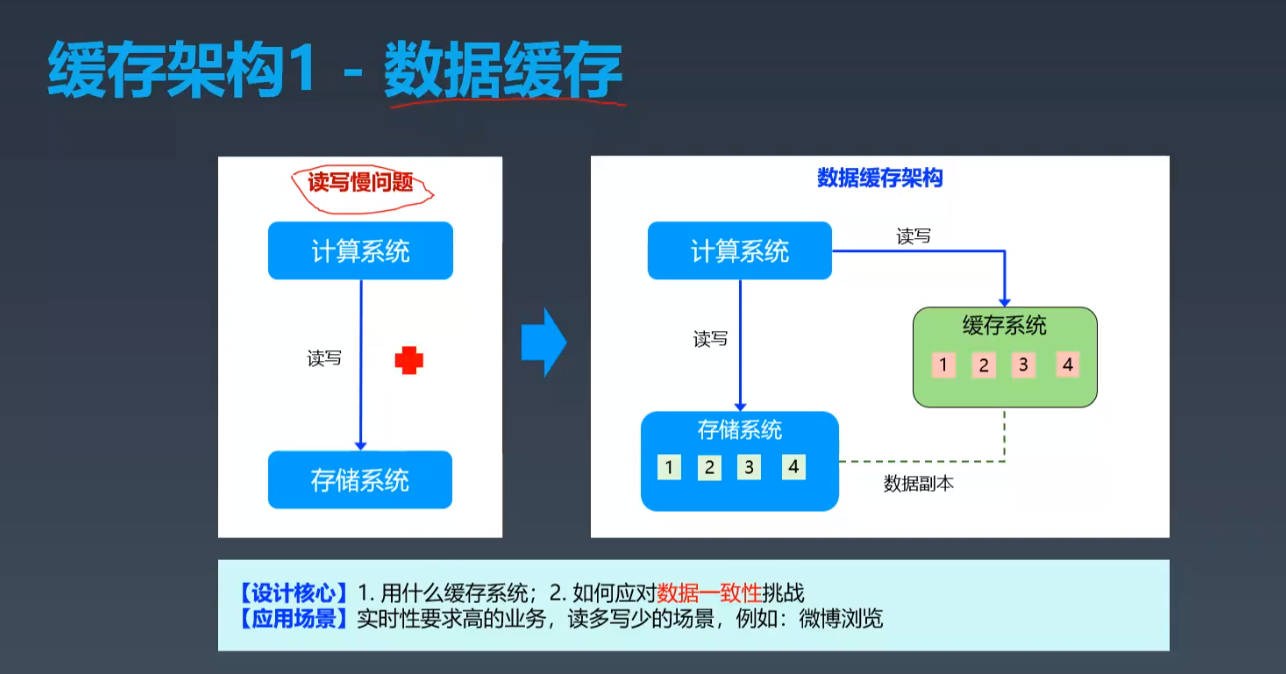 缓存架构1 - 数据缓存
读写慢问题
计算系统
读写
存储系统
数据缓存架构
计算系统
读写
读写
缓存系统
1 2 3 4
存储系统
1 2 3 4
数据副本
【设计核心】1. 用什么缓存系统；2. 如何应对数据一致性挑战
【应用场景】实时性要求高的业务，读多写少的场景，例如：微博浏览